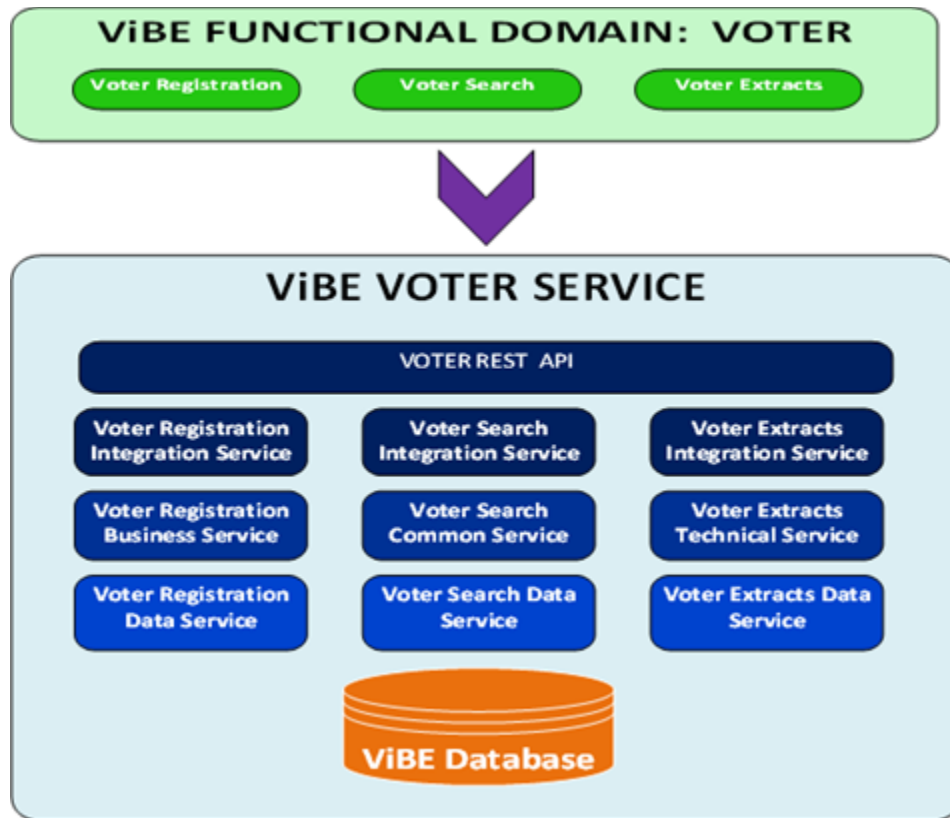 ViBE FUNCTIONAL DOMAIN: VOTER
Voter Registration
Voter Search
Voter Extracts
ViBE VOTER SERVICE
VOTER REST API
Voter Registration
Integration Service
Voter Search
Integration Service
Voter Extracts
Integration Service
Voter Registration
Business Service
Voter Search
Common Service
Voter Extracts
Technical Service
Voter Registration
Data Service
Voter Search Data
Service
Voter Extracts Data
Service
ViBE Database